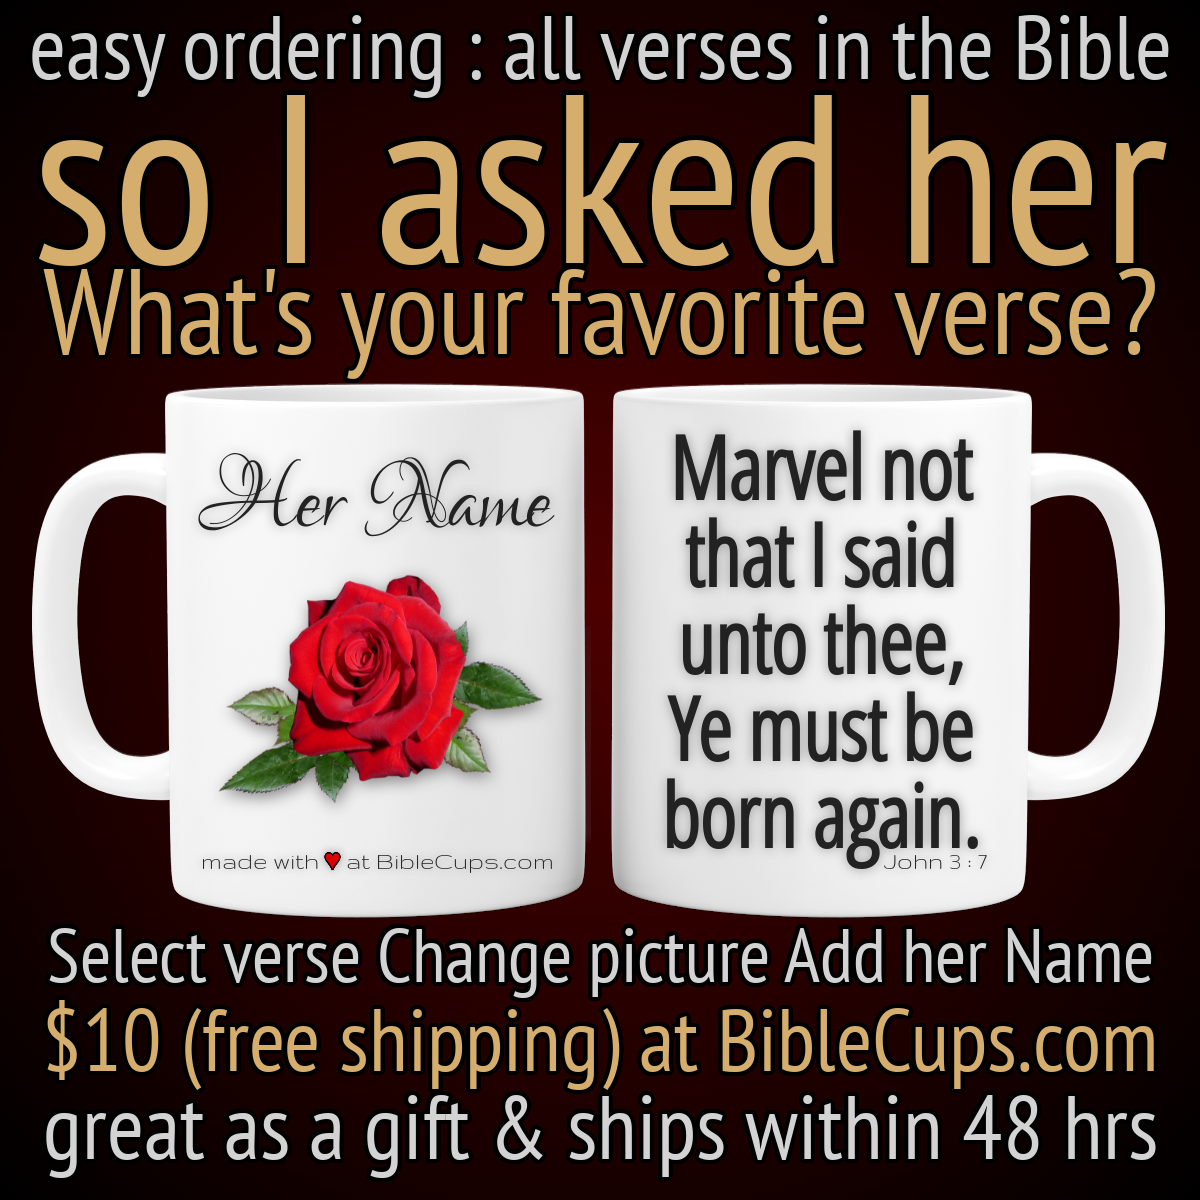 easy ordering : all verses in the Bible
so I asked her
What's your favorite verse?
Her Name
made with ♥ at BibleCups.com
Marvel not
that I said
unto thee,
Ye must be
born again.
John 3 : 7
Select verse Change picture Add her Name
$10 (free shipping) at BibleCups.com
great as a gift & ships within 48 hrs